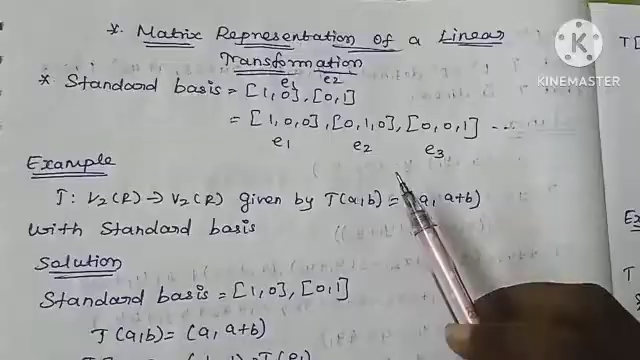 * Matrix Representation Of a Linear
Transformation
e1 e2
* Standard basis = [1, 0], [0, 1]
= [1, 0, 0], [0, 1, 0], [0, 0, 1] ...
e1 e2 e3
Example
T: V2(R) → V2(R) given by T(a,b) = (a, a+b)
with Standard basis
Solution
Standard basis = [1, 0], [0, 1]
T(a,b) = (a, a+b)
KINEMASTER